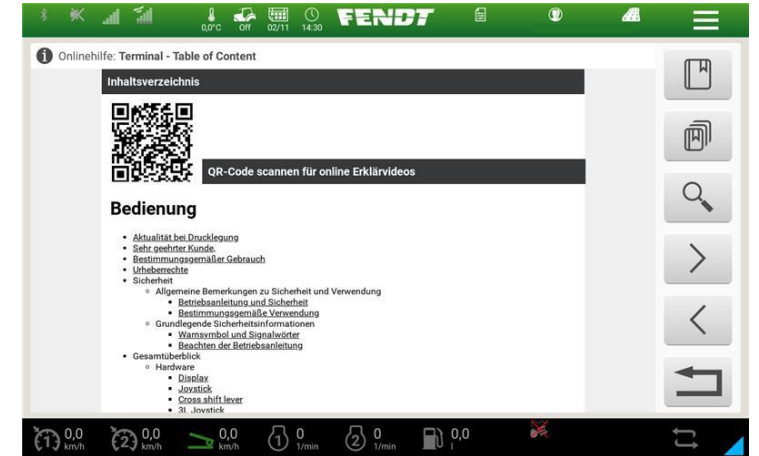 0,0°C Off 02/11 14:30 FENDT
Onlinehilfe: Terminal - Table of Content
Inhaltsverzeichnis
QR-Code scannen für online Erklärvideos
Bedienung
Aktualität bei Drucklegung
Sehr geehrter Kunde,
Bestimmungsgemäßer Gebrauch
Urheberrechte
Sicherheit
Allgemeine Bemerkungen zu Sicherheit und Verwendung
Betriebsanleitung und Sicherheit
Bestimmungsgemäße Verwendung
Grundlegende Sicherheitsinformationen
Warnsymbol und Signalwörter
Beachten der Betriebsanleitung
Gesamtüberblick
Hardware
Display
Joystick
Cross shift lever
3L Joystick
1 0,0 km/h 2 0,0 km/h 0,0 km/h 1 0 1/min 2 0 1/min 0,0 l